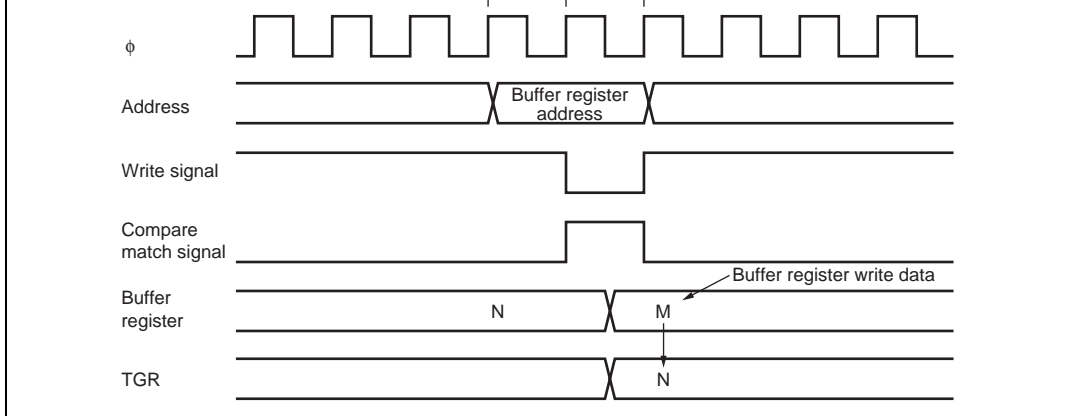 ϕ
Address
Buffer register
address
Write signal
Compare
match signal
Buffer register write data
Buffer
register
N
M
TGR
N